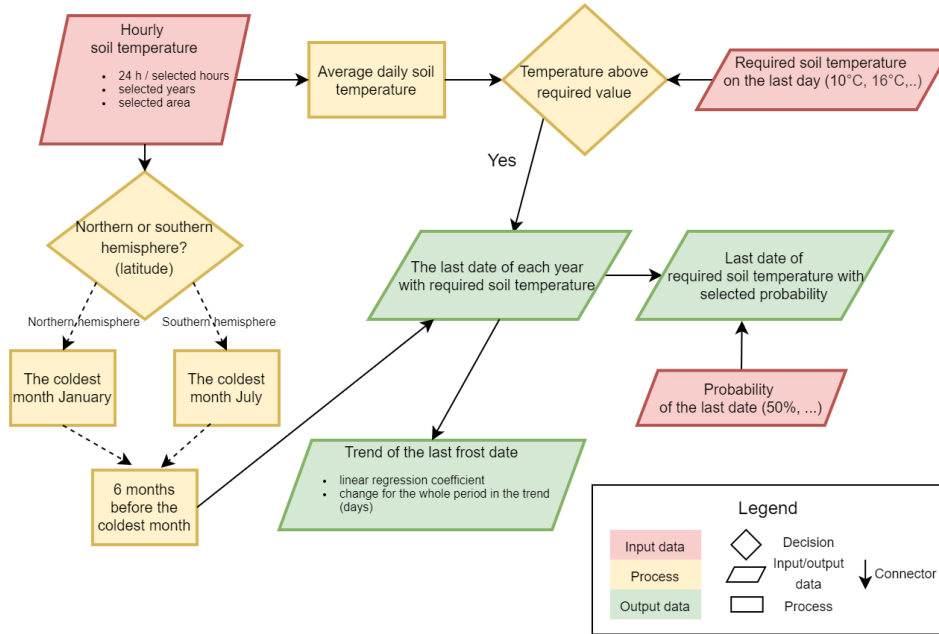 Hourly
soil temperature
• 24 h / selected hours
• selected years
• selected area
Average daily soil
temperature
Temperature above
required value
Required soil temperature
on the last day (10°C, 16°C,..)
Yes
Northern or southern
hemisphere?
(latitude)
The last date of each year
with required soil temperature
Last date of
required soil temperature with
selected probability
Northern hemisphere
Southern hemisphere
The coldest
month January
The coldest
month July
Probability
of the last date (50%, ...)
Trend of the last frost date
• linear regression coefficient
• change for the whole period in the trend
(days)
6 months
before the
coldest month
Legend
Input data
Process
Output data
Decision
Input/output
data
Process
Connector